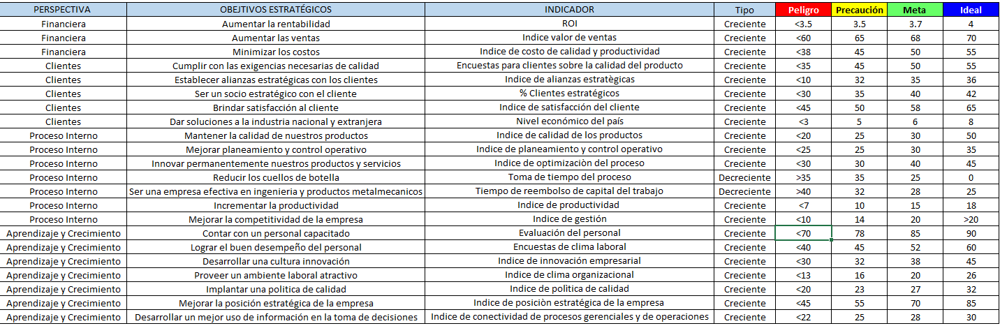 PERSPECTIVA OBEJTIVOS ESTRATÉGICOS INDICADOR Tipo Peligro Precaución Meta Ideal
Financiera Aumentar la rentabilidad ROI Creciente <3.5 3.5 3.7 4
Financiera Aumentar las ventas Indice valor de ventas Creciente <60 65 68 70
Financiera Minimizar los costos Indice de costo de calidad y productividad Creciente <38 45 50 55
Clientes Cumplir con las exigencias necesarias de calidad Encuestas para clientes sobre la calidad del producto Creciente <35 45 50 55
Clientes Establecer alianzas estratégicas con los clientes Indice de alianzas estratègicas Creciente <10 32 35 36
Clientes Ser un socio estratégico con el cliente % Clientes estratégicos Creciente <30 35 40 42
Clientes Brindar satisfacción al cliente Indice de satisfacción del cliente Creciente <45 50 58 65
Clientes Dar soluciones a la industria nacional y extranjera Nivel económico del país Creciente <3 5 6 8
Proceso Interno Mantener la calidad de nuestros productos Indice de calidad de los productos Creciente <20 25 30 50
Proceso Interno Mejorar planeamiento y control operativo Indice de planeamiento y control operativo Creciente <25 25 30 35
Proceso Interno Innovar permanentemente nuestros productos y servicios Indice de optimizaciòn del proceso Creciente <30 30 40 45
Proceso Interno Reducir los cuellos de botella Toma de tiempo del proceso Decreciente >35 35 25 0
Proceso Interno Ser una empresa efectiva en ingenieria y productos metalmecanicos Tiempo de reembolso de capital del trabajo Decreciente >40 32 28 25
Proceso Interno Incrementar la productividad Indice de productividad Creciente <7 10 15 18
Proceso Interno Mejorar la competitividad de la empresa Indice de gestión Creciente <10 14 20 >20
Aprendizaje y Crecimiento Contar con un personal capacitado Evaluación del personal Creciente <70 78 85 90
Aprendizaje y Crecimiento Lograr el buen desempeño del personal Encuestas de clima laboral Creciente <40 45 52 60
Aprendizaje y Crecimiento Desarrollar una cultura innovación Indice de innovación empresarial Creciente <30 32 38 45
Aprendizaje y Crecimiento Proveer un ambiente laboral atractivo Indice de clima organizacional Creciente <13 16 20 26
Aprendizaje y Crecimiento Implantar una politica de calidad Indice de polìtica de calidad Creciente <20 23 27 32
Aprendizaje y Crecimiento Mejorar la posición estratégica de la empresa Indice de posiciòn estratégica de la empresa Creciente <45 55 70 85
Aprendizaje y Crecimiento Desarrollar un mejor uso de información en la toma de decisiones Indice de conectividad de procesos gerenciales y de operaciones Creciente <22 25 28 30